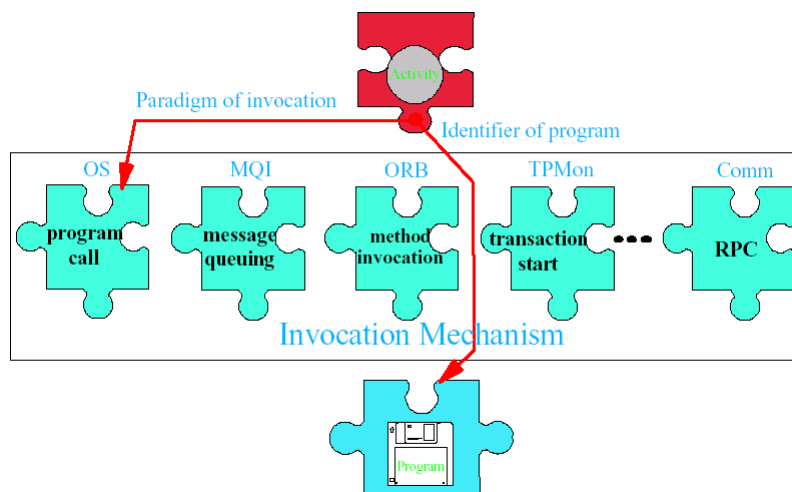 Activity
Paradigm of invocation
Identifier of program
OS
MQI
ORB
TPMon
Comm
program
call
message
queuing
method
invocation
transaction
start
RPC
Invocation Mechanism
Program